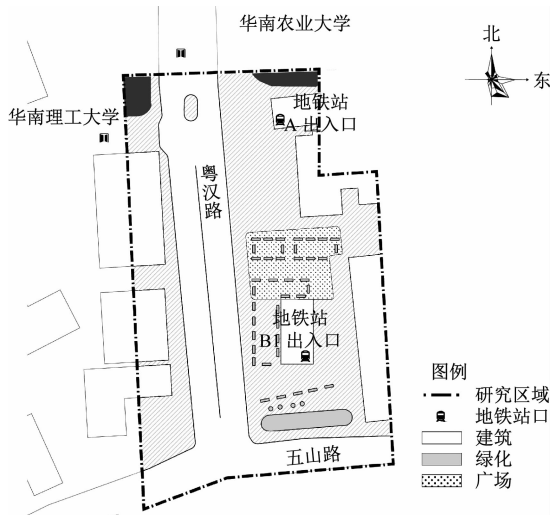 华南农业大学
北
东
地铁站
A 出入口
华南理工大学
粤汉路
地铁站
B1 出入口
五山路
图例
研究区域
地铁站口
建筑
绿化
广场